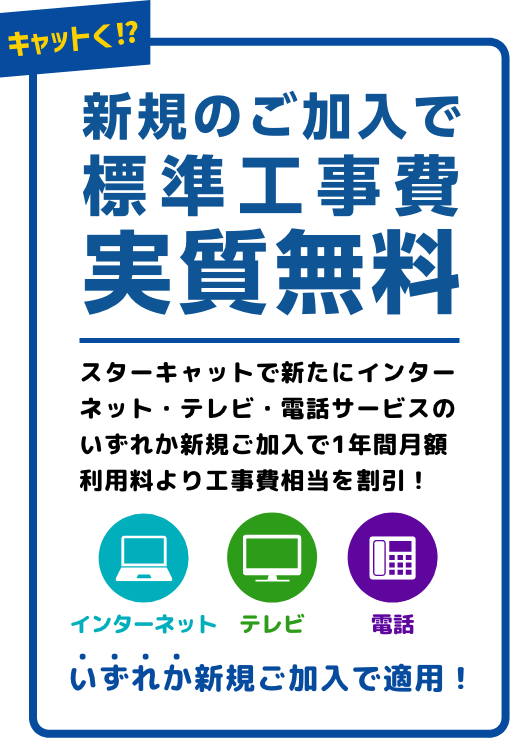 キャットく!?
新規のご加入で
標準工事費
実質無料
スターキャットで新たにインター
ネット・テレビ・電話サービスの
いずれか新規ご加入で1年間月額
利用料より工事費相当を割引！
インターネット テレビ 電話
いずれか新規ご加入で適用！